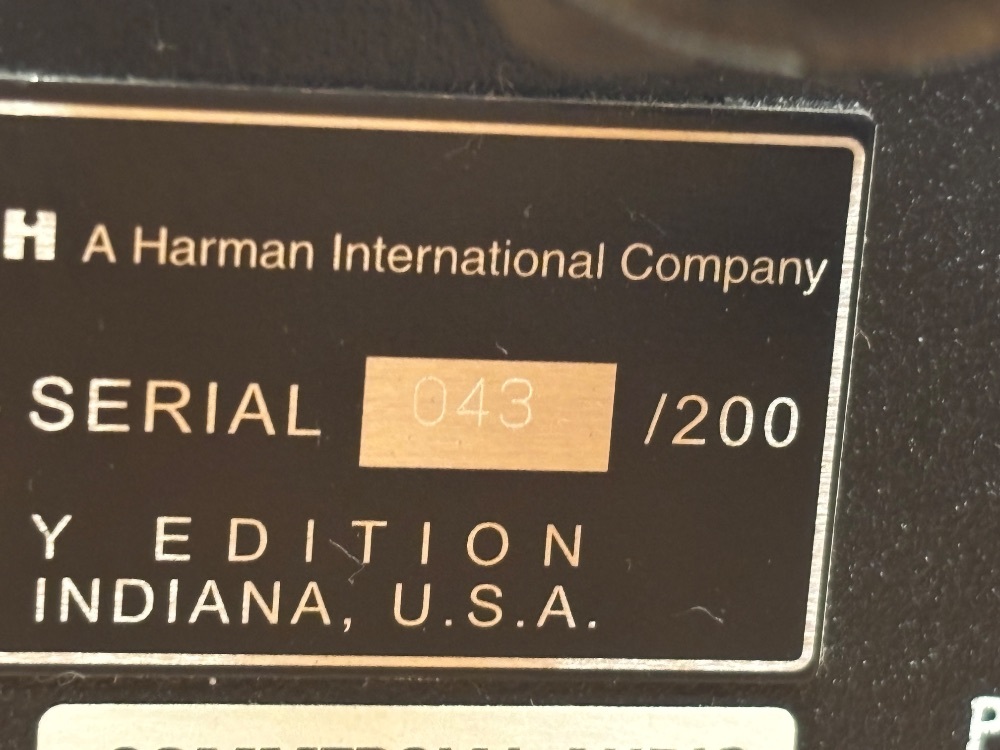 H A Harman International Company
SERIAL 043 /200
Y EDITION
INDIANA, U.S.A.